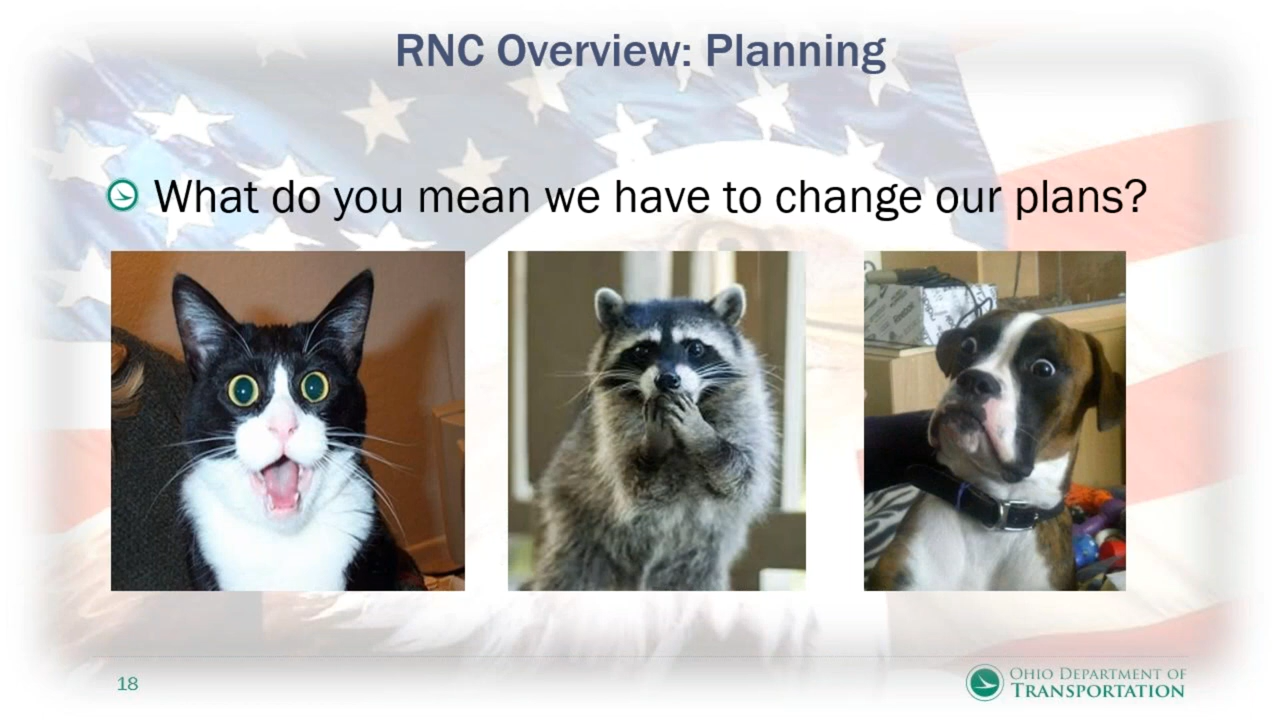 RNC Overview: Planning
What do you mean we have to change our plans?
18
OHIO DEPARTMENT OF
TRANSPORTATION